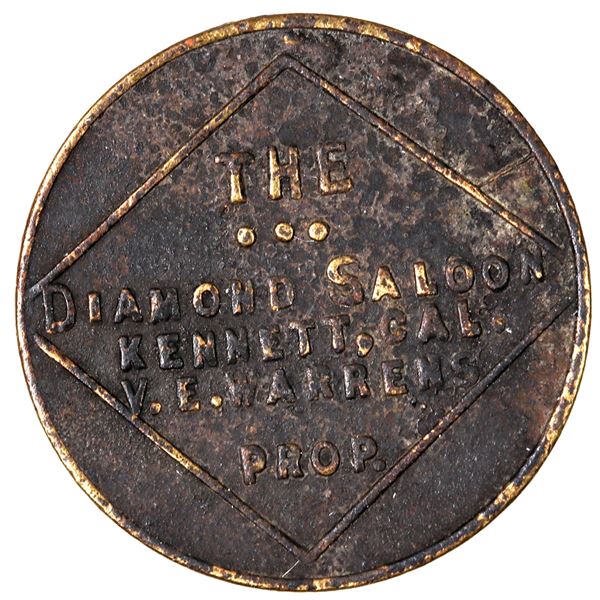 THE
...
DIAMOND SALOON
KENNETT, CAL.
V.E. WARRENS
PROP.